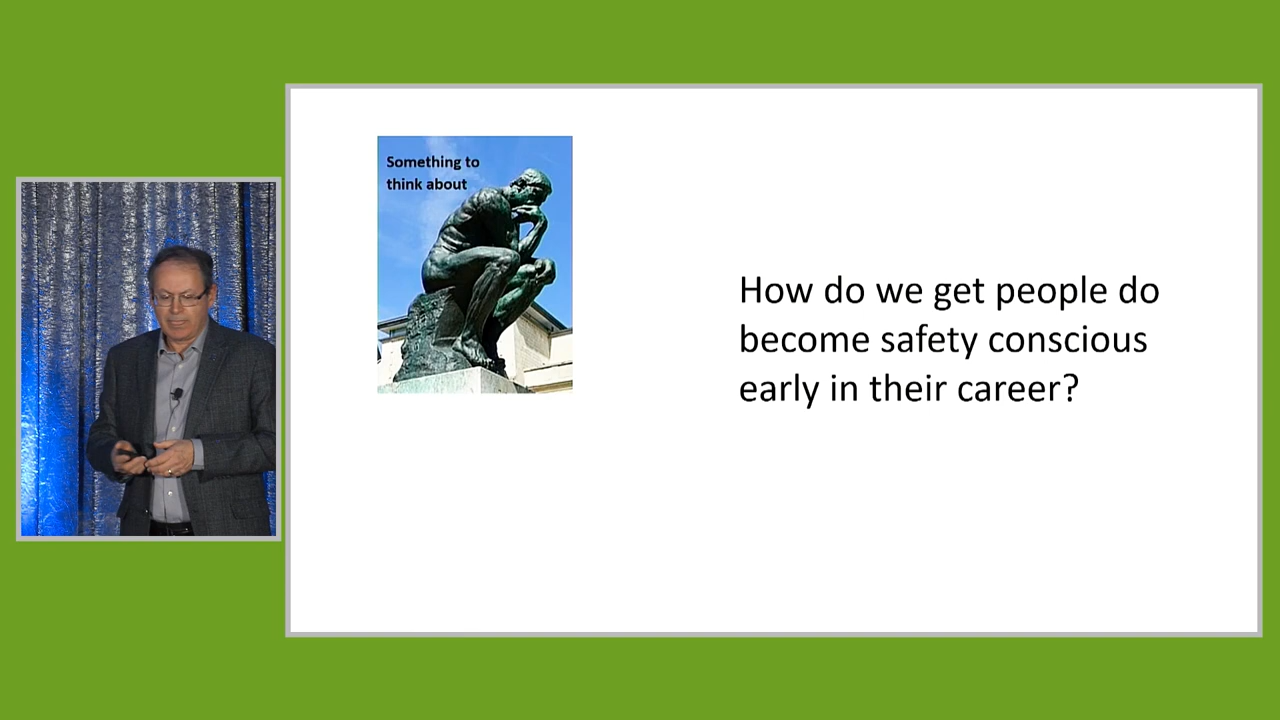 Something to
think about
How do we get people do
become safety conscious
early in their career?